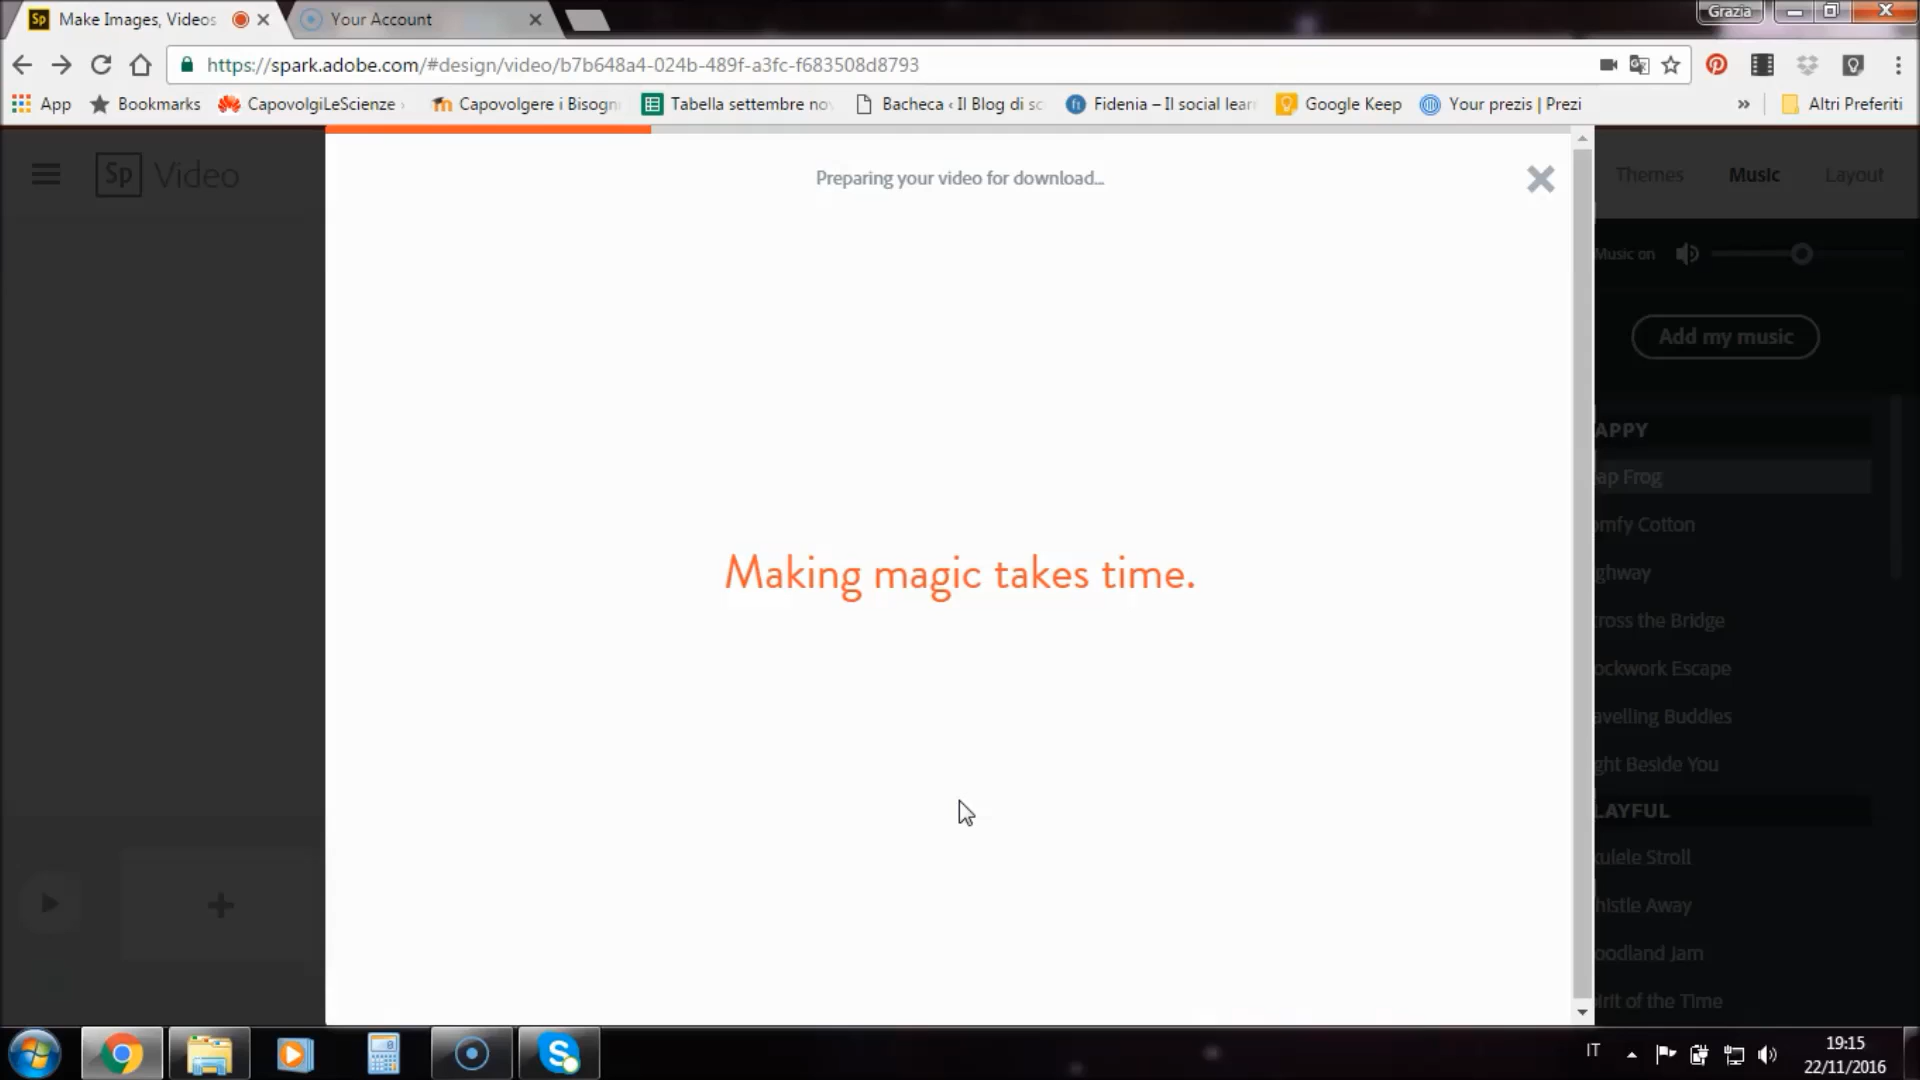 Sp Make Images, Videos
Your Account
Grazia
https://spark.adobe.com/#design/video/b7b648a4-024b-489f-a3fc-f683508d8793
App
Bookmarks
CapovolgiLeScienze
Capovolgere i Bisogn
Tabella settembre nov
Bacheca ‹ Il Blog di sc
Fidenia – Il social lear
Google Keep
Your prezis | Prezi
»
Altri Preferiti
Sp Video
Preparing your video for download...
Themes
Music
Layout
Music on
Add my music
APPY
ap Frog
omfy Cotton
ghway
ross the Bridge
ockwork Escape
avelling Buddies
ght Beside You
LAYFUL
kulele Stroll
histle Away
oodland Jam
irit of the Time
Making magic takes time.
IT
19:15
22/11/2016